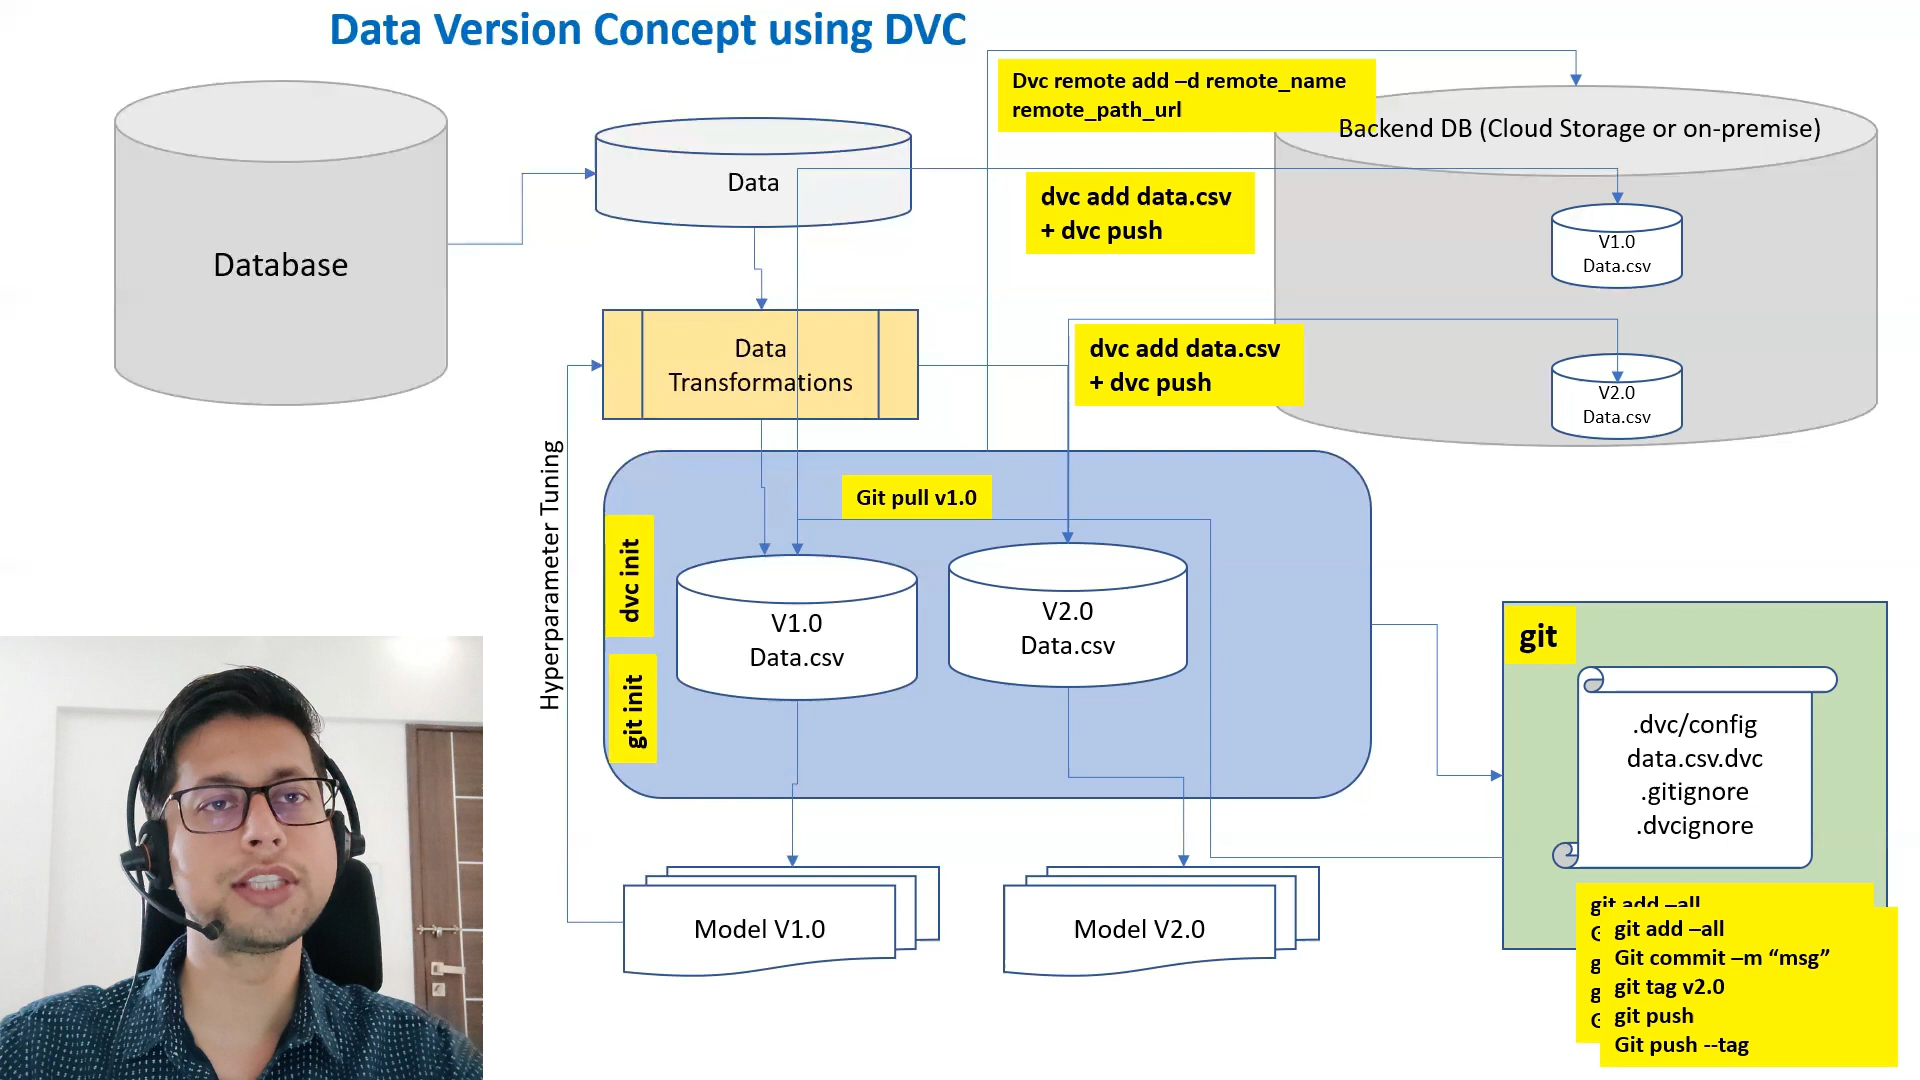 Data Version Concept using DVC
Dvc remote add –d remote_name
remote_path_url
Backend DB (Cloud Storage or on-premise)
Database
Data
dvc add data.csv
+ dvc push
V1.0
Data.csv
Data
Transformations
dvc add data.csv
+ dvc push
V2.0
Data.csv
Hyperparameter Tuning
Git pull v1.0
dvc init
git init
V1.0
Data.csv
V2.0
Data.csv
git
.dvc/config
data.csv.dvc
.gitignore
.dvcignore
Model V1.0
Model V2.0
git add –all
git add –all
Git commit –m “msg”
git tag v2.0
git push
Git push --tag